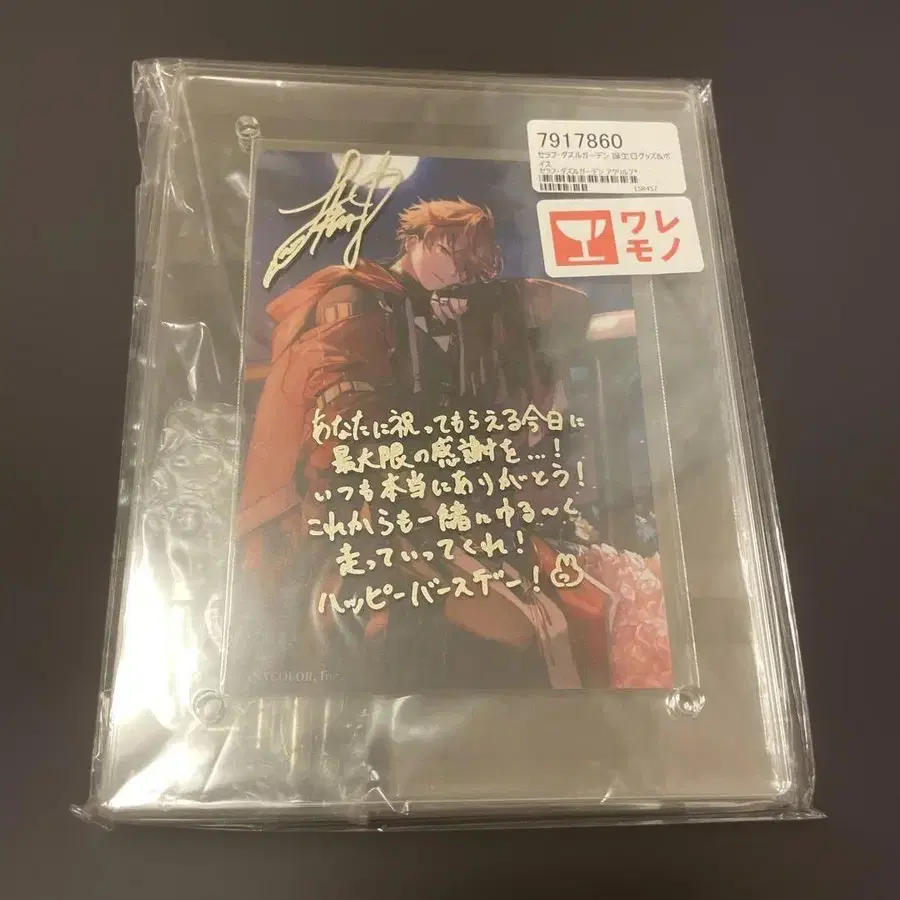 7917860
セラフ・ダズルガーデン 誕生日グッズ&ボ
イス
セラフ・ダズルガーデン アクリルプ
ワレ
モノ
あなたに祝ってもらえる今日に
最大限の感謝を...!
いつも本当にありがとう!
これからも一緒にゆる〜く
走っていってくれ!
ハッピーバースデー!